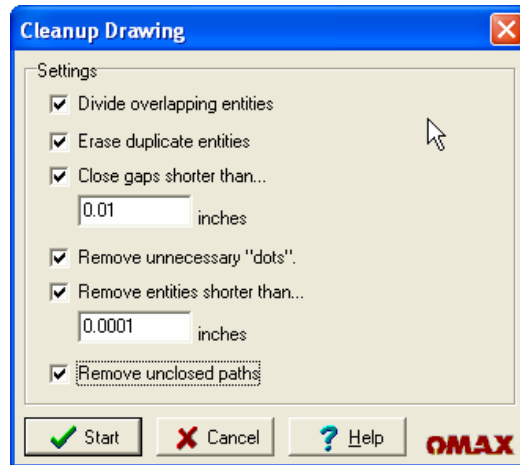 Cleanup Drawing
Settings
Divide overlapping entities
Erase duplicate entities
Close gaps shorter than...
0.01 inches
Remove unnecessary "dots".
Remove entities shorter than...
0.0001 inches
Remove unclosed paths
Start Cancel ? Help OMAX